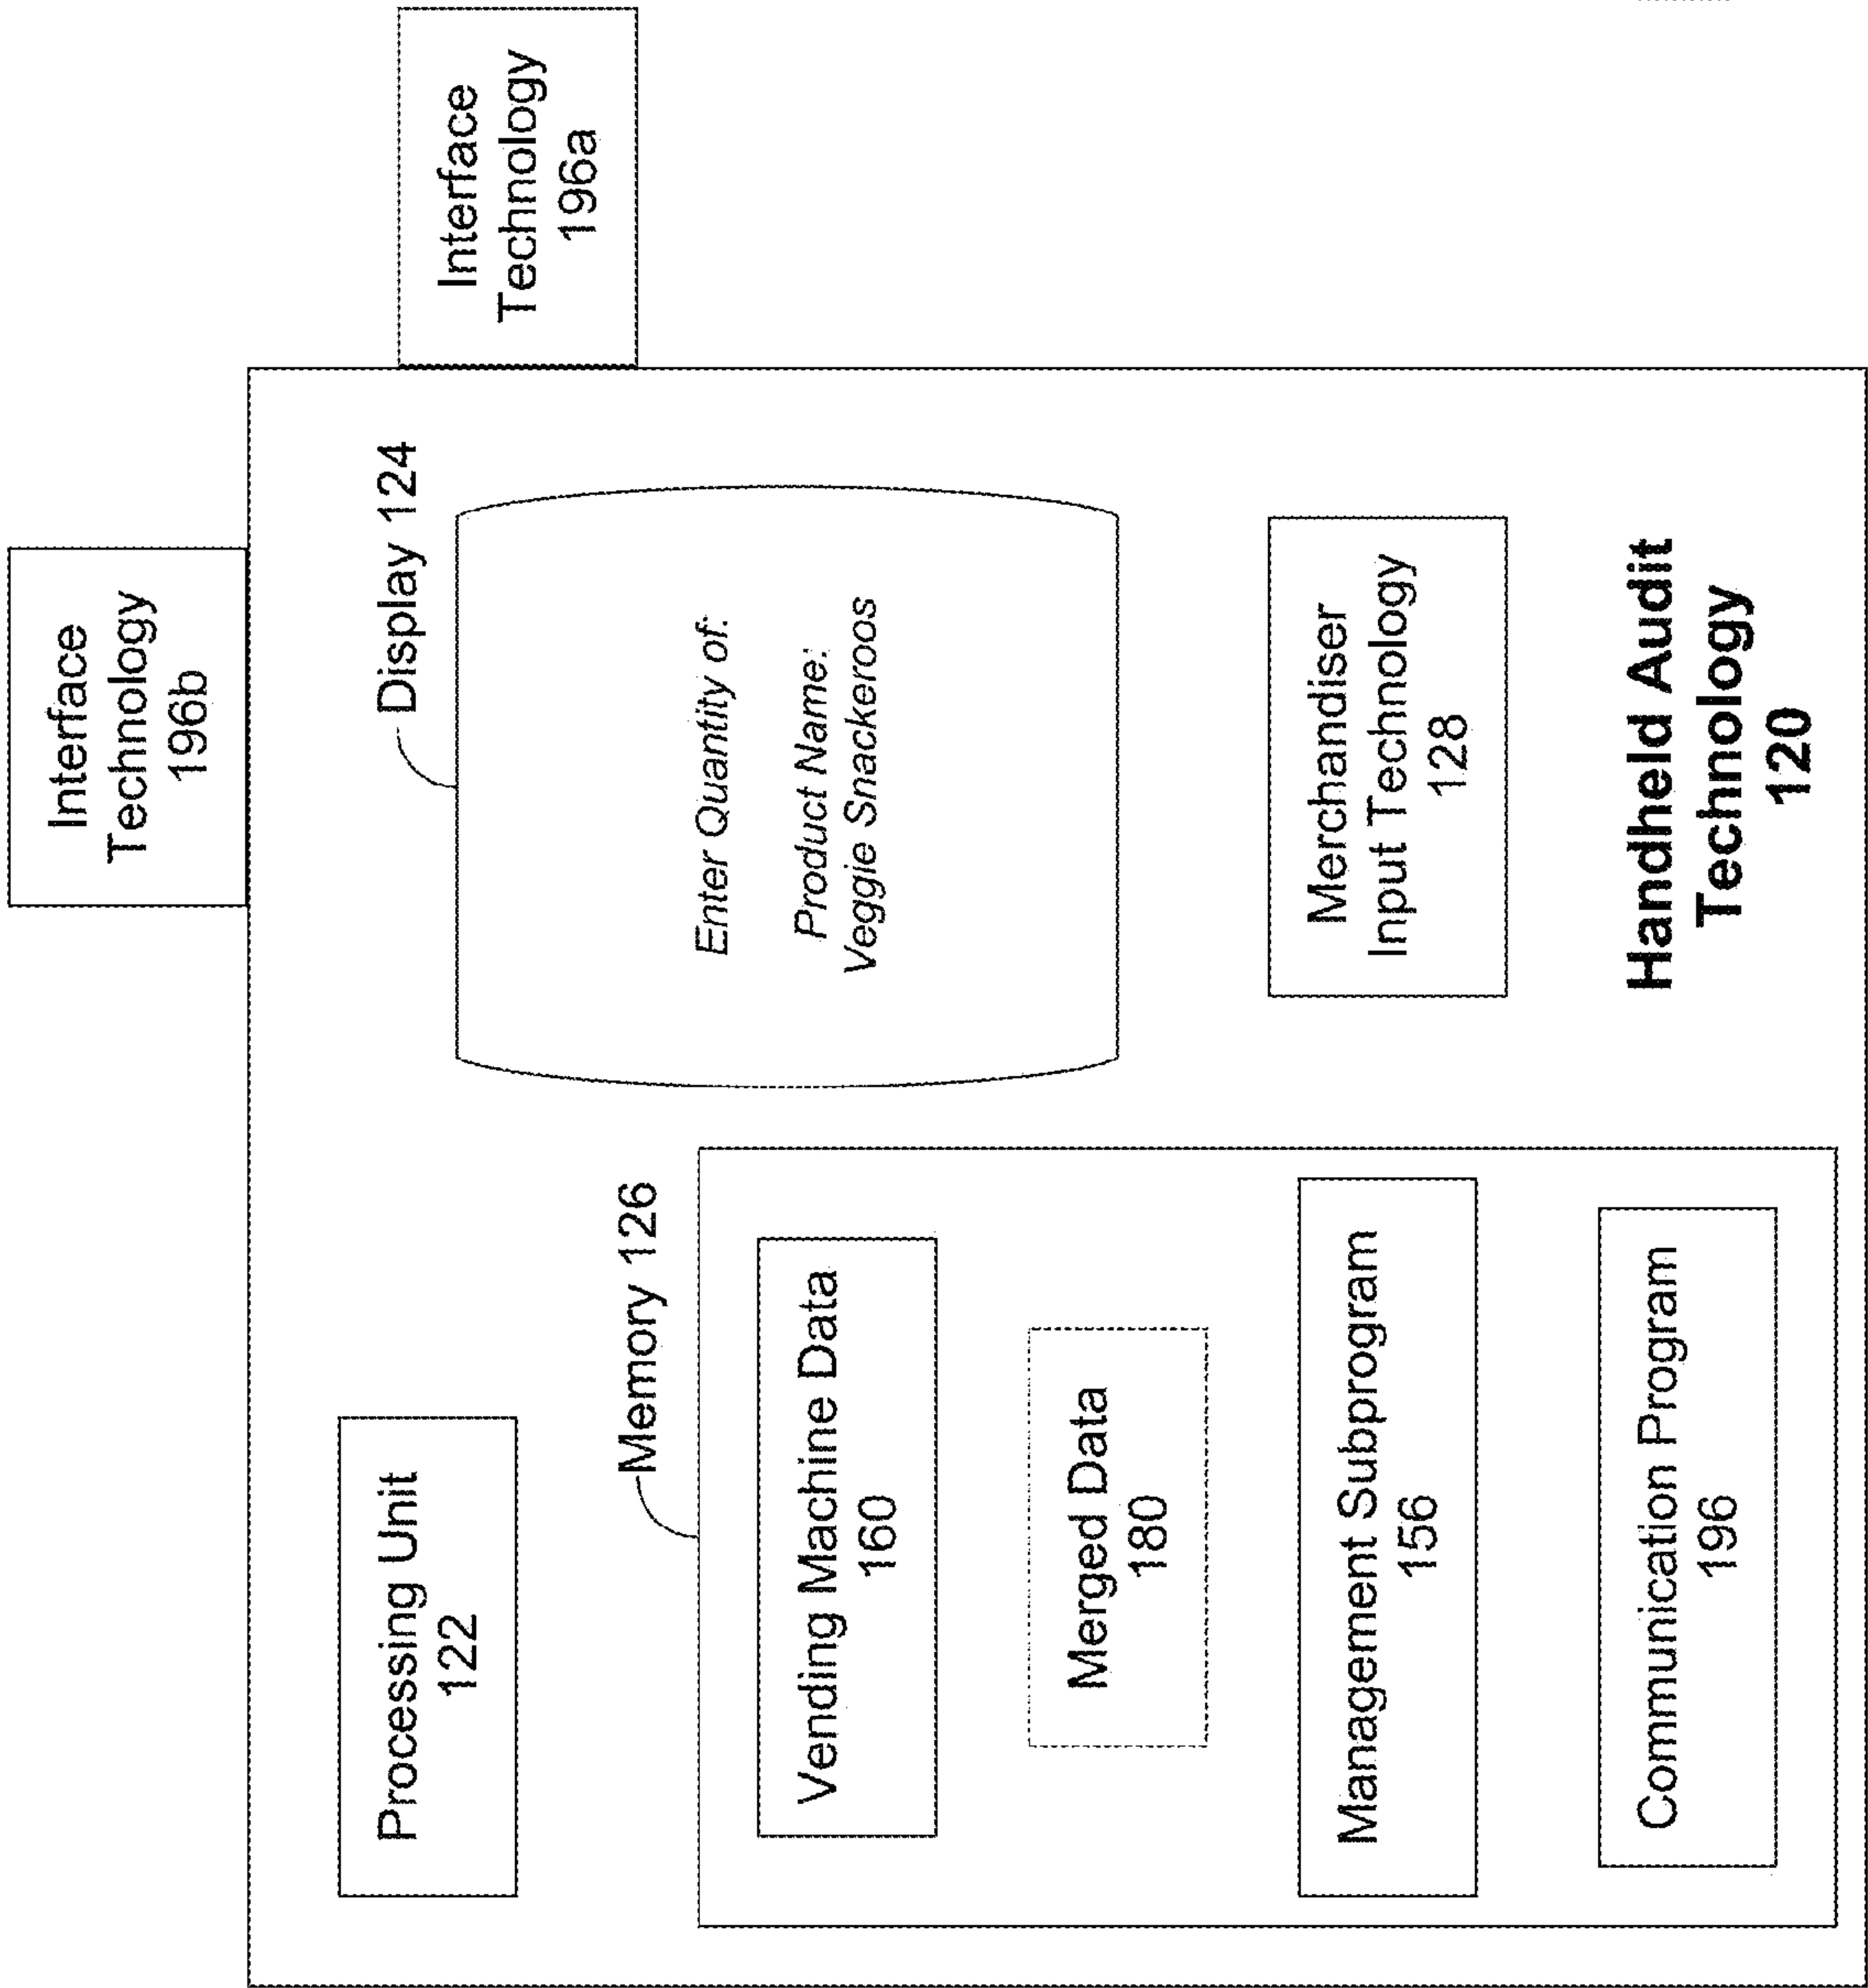 Interface
Technology
196b
Interface
Technology
196a
Processing Unit
122
Display 124
Enter Quantity of:
Product Name:
Veggie Snackeroos
Memory 126
Vending Machine Data
160
Merged Data
180
Management Subprogram
156
Communication Program
196
Merchandiser
Input Technology
128
Handheld Audit
Technology
120